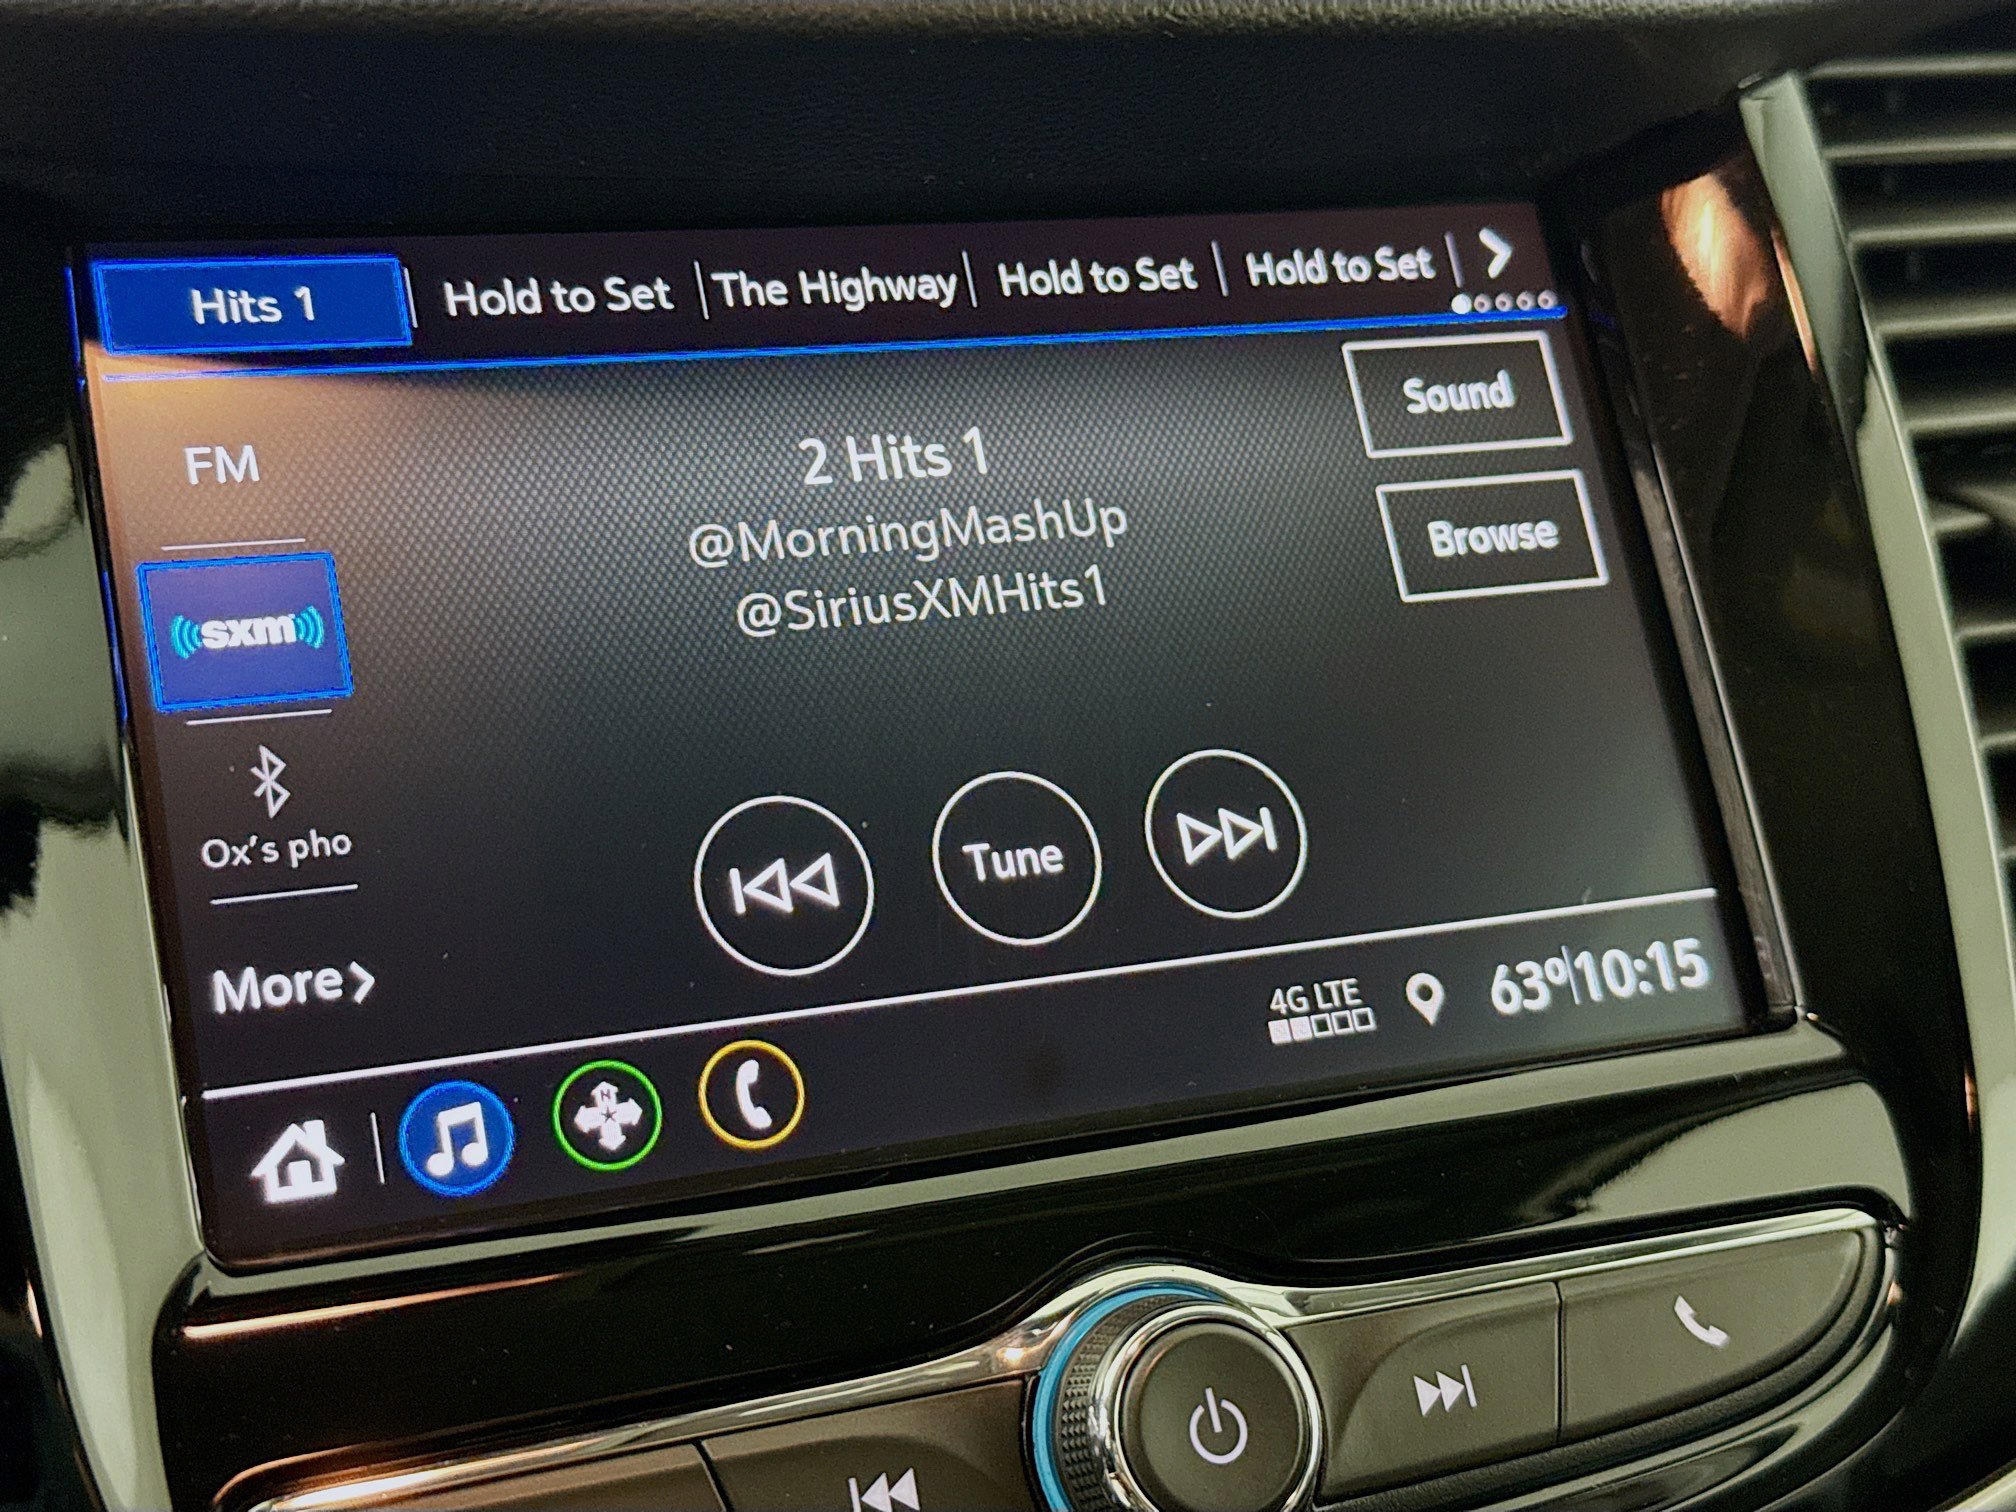 Hits 1 Hold to Set The Highway Hold to Set Hold to Set
Sound
FM
2 Hits 1
@MorningMashUp
Browse
@SiriusXMHits1
sxm
Ox's pho
Tune
More
4G LTE
63° 10:15
N